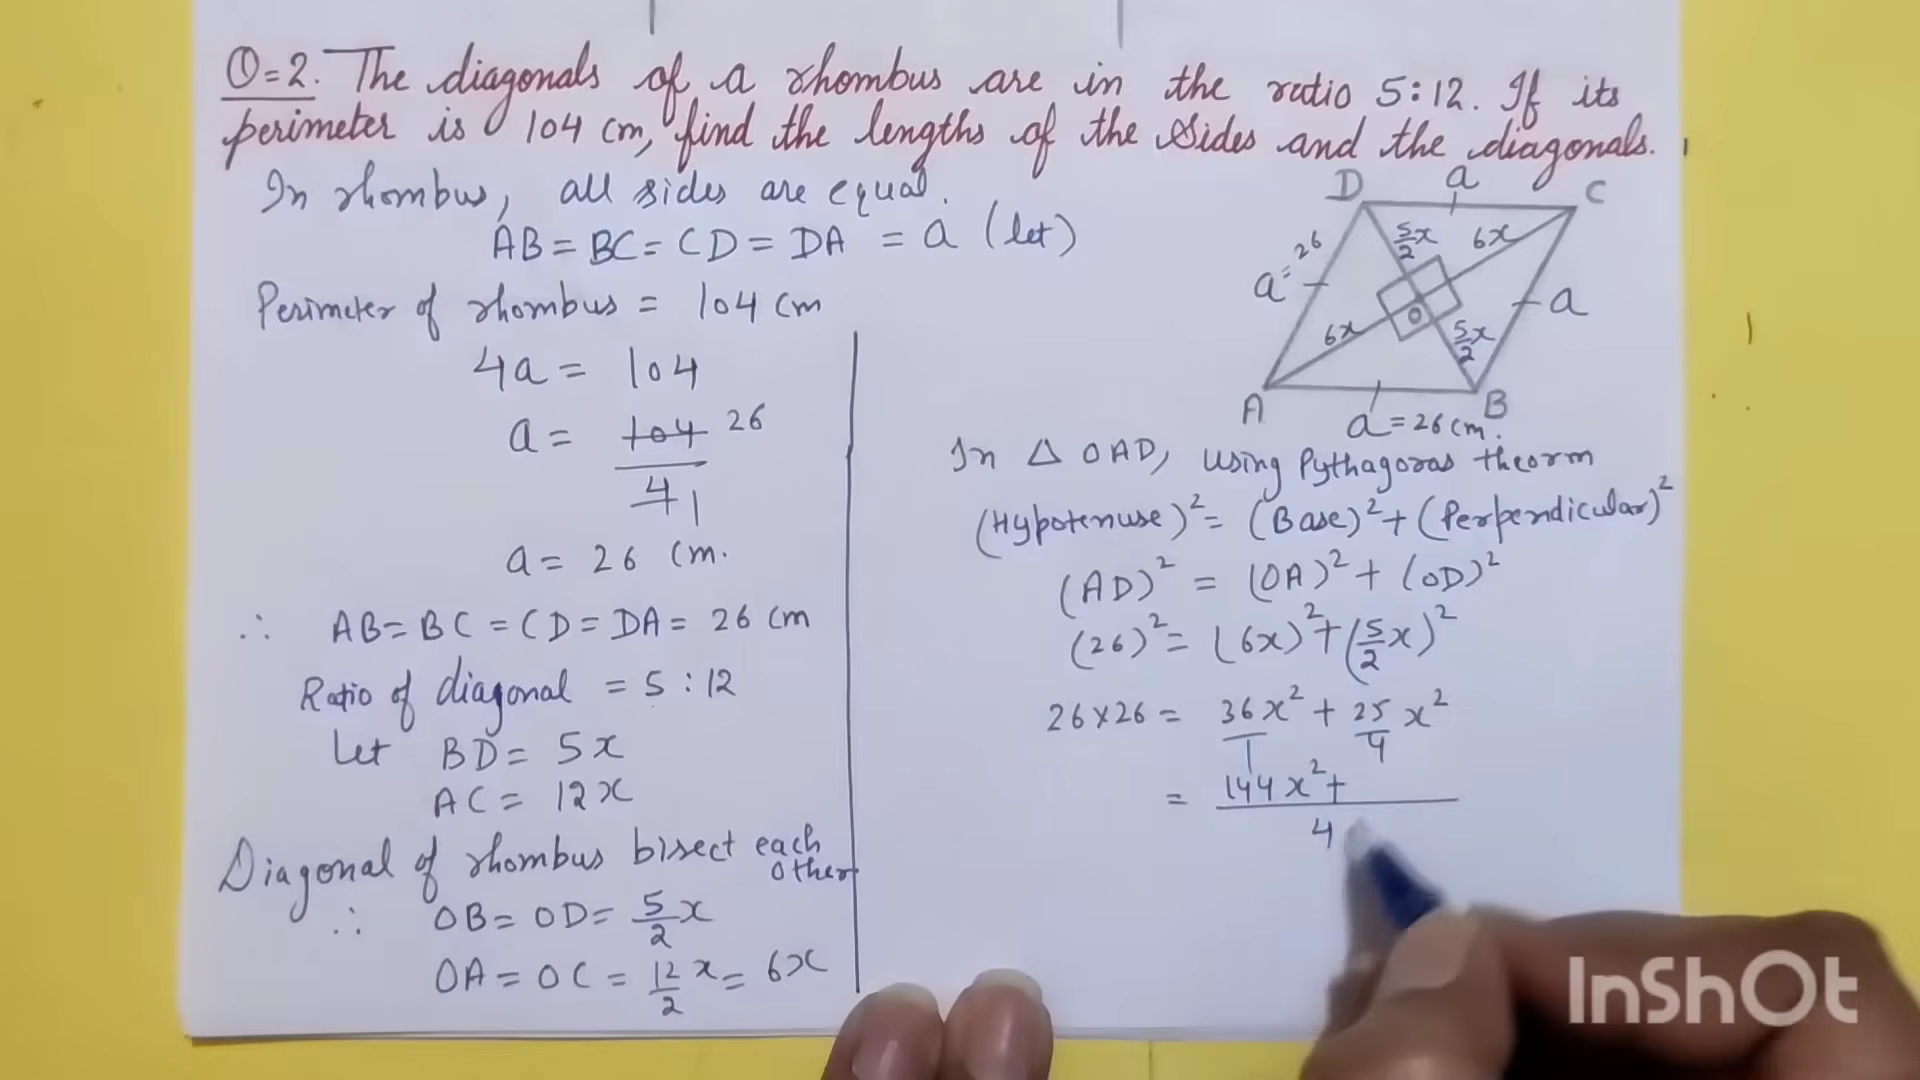 Q=2. The diagonals of a rhombus are in the ratio 5:12. If its
perimeter is 104 cm, find the lengths of the sides and the diagonals.
In rhombus, all sides are equal.
AB = BC = CD = DA = a (let)
Perimeter of rhombus = 104 cm
4a = 104
a = 104 26
4 1
a = 26 cm.
∴ AB = BC = CD = DA = 26 cm
Ratio of diagonal = 5 : 12
Let BD = 5x
AC = 12x
Diagonal of rhombus bisect each
other
∴ OB = OD = 5/2 x
OA = OC = 12/2 x = 6x
D a C
a = 26
5/2 x 6x
a
O
6x 5/2 x
A B
a = 26 cm.
In △ OAD, using Pythagoras theorm
(Hypotenuse)² = (Base)² + (Perpendicular)²
(AD)² = (OA)² + (OD)²
(26)² = (6x)² + (5/2 x)²
26×26 = 36x²/1 + 25/4 x²
= 144x² +
4
InShOt